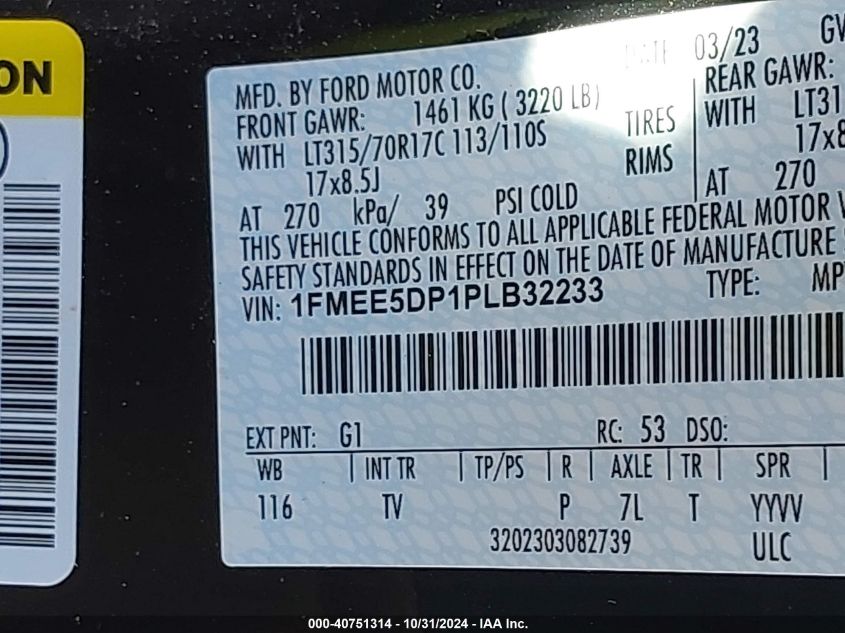 ON
DATE 03/23 GV
MFD. BY FORD MOTOR CO.
FRONT GAWR: 1461 KG ( 3220 LB) REAR GAWR:
WITH LT315/70R17C 113/110S TIRES WITH LT31
17x8.5J RIMS 17x8
AT 270 kPa/ 39 PSI COLD AT 270
THIS VEHICLE CONFORMS TO ALL APPLICABLE FEDERAL MOTOR V
SAFETY STANDARDS IN EFFECT ON THE DATE OF MANUFACTURE
VIN: 1FMEE5DP1PLB32233 TYPE: MP
EXT PNT: G1 RC: 53 DSO:
WB INT TR TP/PS R AXLE TR SPR
116 TV P 7L T YYVV
3202303082739 ULC
000-40751314 - 10/31/2024 - IAA Inc.